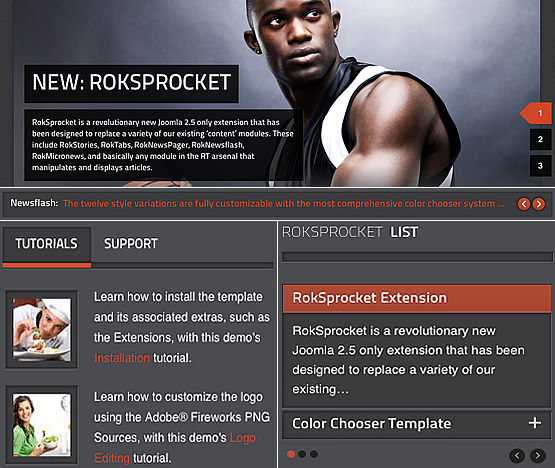 NEW: ROKSPROCKET
RokSprocket is a revolutionary new Joomla 2.5 only extension that has
been designed to replace a variety of our existing 'content' modules. These
include RokStories, RokTabs, RokNewsPager, RokNewsflash,
RokMicronews, and basically any module in the RT arsenal that
manipulates and displays articles.
1
2
3
Newsflash: The twelve style variations are fully customizable with the most comprehensive color chooser system ...
TUTORIALS SUPPORT
Learn how to install the template
and its associated extras, such as
the Extensions, with this demo's
Installation tutorial.
Learn how to customize the logo
using the Adobe® Fireworks PNG
Sources, with this demo's Logo
Editing tutorial.
ROKSPROCKET LIST
RokSprocket Extension
RokSprocket is a revolutionary new
Joomla 2.5 only extension that has been
designed to replace a variety of our
existing...
Color Chooser Template +